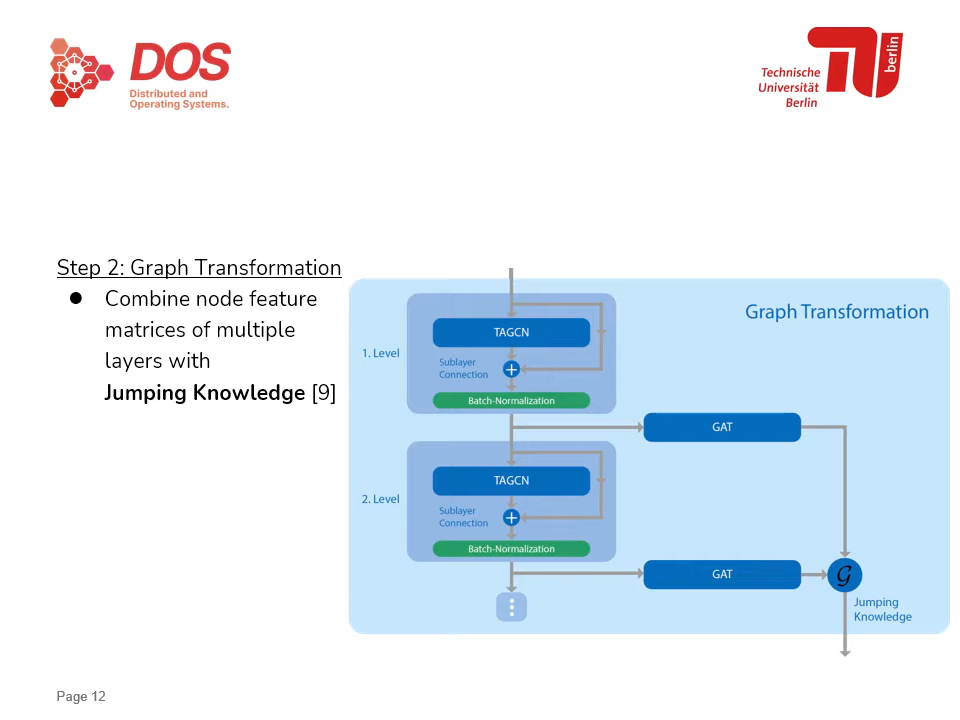 DOS
Distributed and
Operating Systems.
Technische
Universität
Berlin
berlin
Step 2: Graph Transformation
● Combine node feature
matrices of multiple
layers with
Jumping Knowledge [9]
Graph Transformation
1. Level
TAGCN
Sublayer
Connection
+
Batch-Normalization
GAT
2. Level
TAGCN
Sublayer
Connection
+
Batch-Normalization
GAT
𝒢
Jumping
Knowledge
Page 12